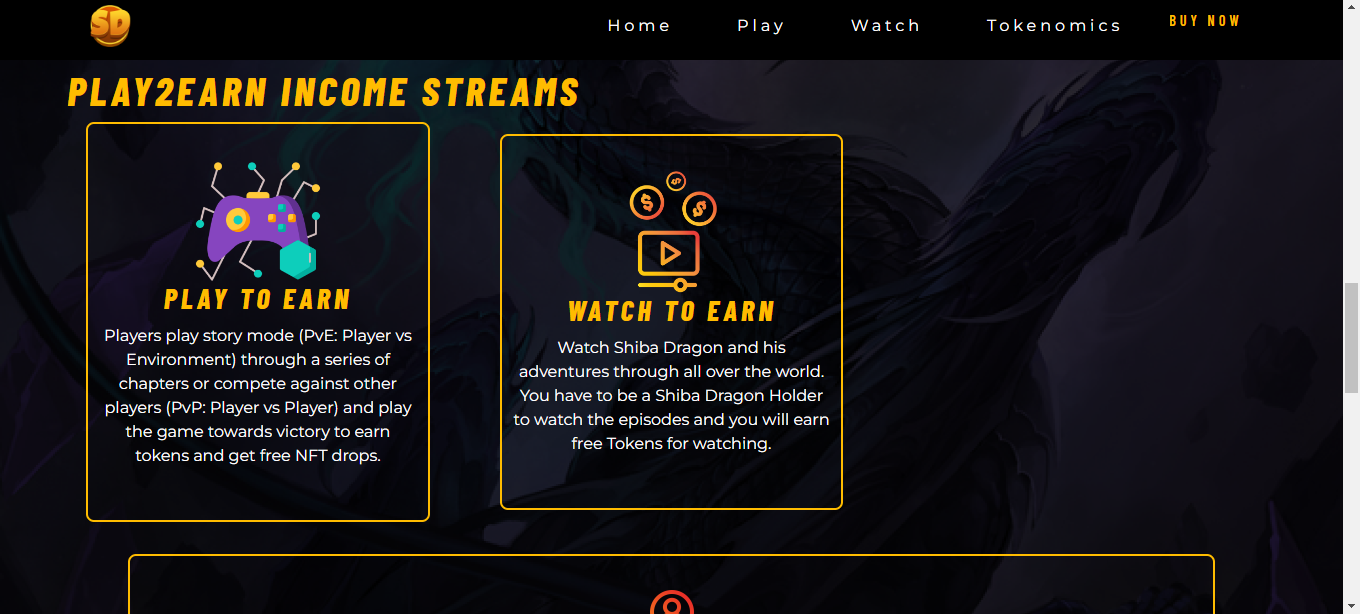 SD
Home
Play
Watch
Tokenomics
BUY NOW
PLAY2EARN INCOME STREAMS
PLAY TO EARN
Players play story mode (PvE: Player vs
Environment) through a series of
chapters or compete against other
players (PvP: Player vs Player) and play
the game towards victory to earn
tokens and get free NFT drops.
WATCH TO EARN
Watch Shiba Dragon and his
adventures through all over the world.
You have to be a Shiba Dragon Holder
to watch the episodes and you will earn
free Tokens for watching.